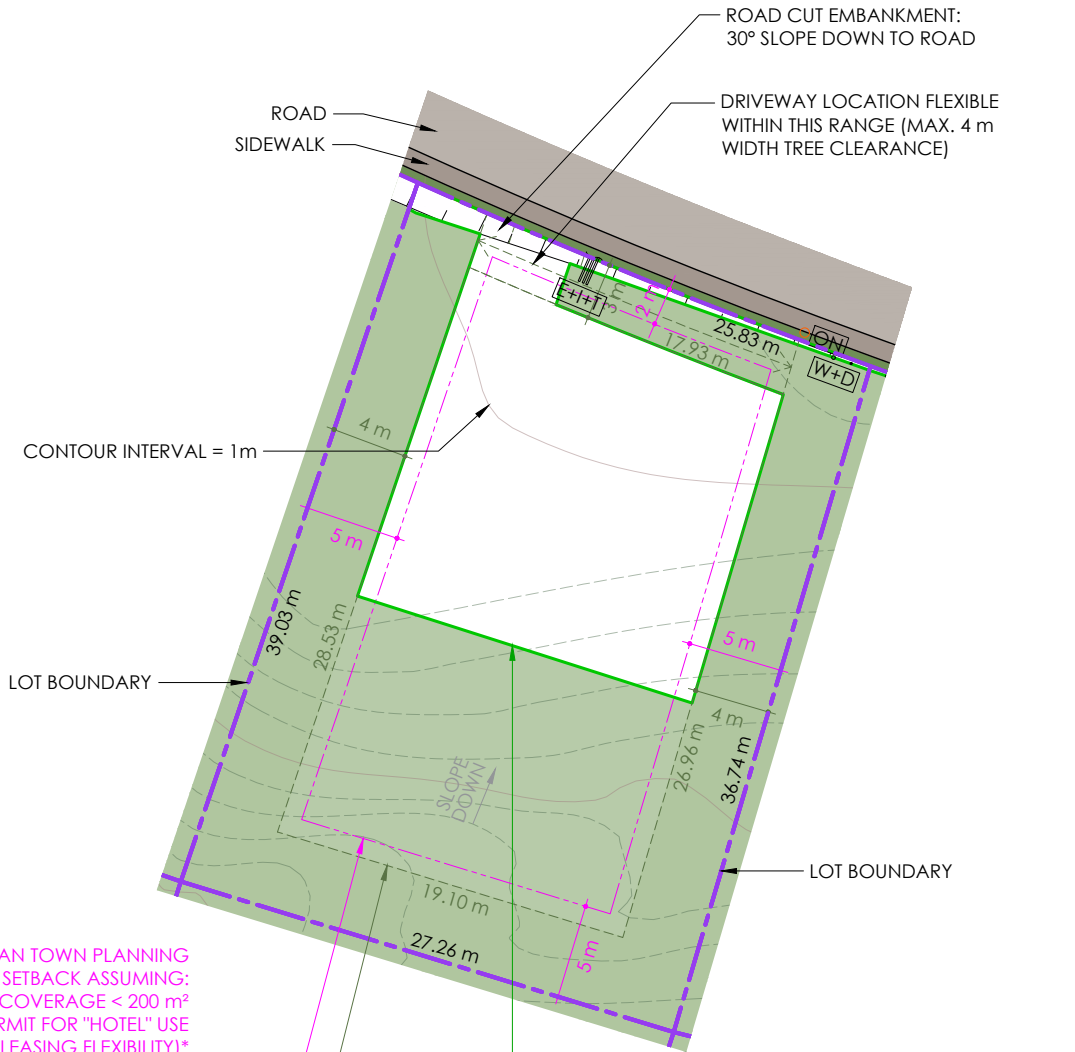 ROAD CUT EMBANKMENT:
30° SLOPE DOWN TO ROAD
ROAD
DRIVEWAY LOCATION FLEXIBLE
WITHIN THIS RANGE (MAX. 4 m
WIDTH TREE CLEARANCE)
SIDEWALK
E+I+T
3 m
2 m
25.83 m
17.93 m
ON
W+D
4 m
CONTOUR INTERVAL = 1m
5 m
39.03 m
28.53 m
5 m
LOT BOUNDARY
4 m
26.96 m
36.74 m
SLOPE
DOWN
LOT BOUNDARY
19.10 m
27.26 m
5 m
AN TOWN PLANNING
SETBACK ASSUMING:
COVERAGE < 200 m²
RMIT FOR "HOTEL" USE
LEASING FLEXIBILITY)*